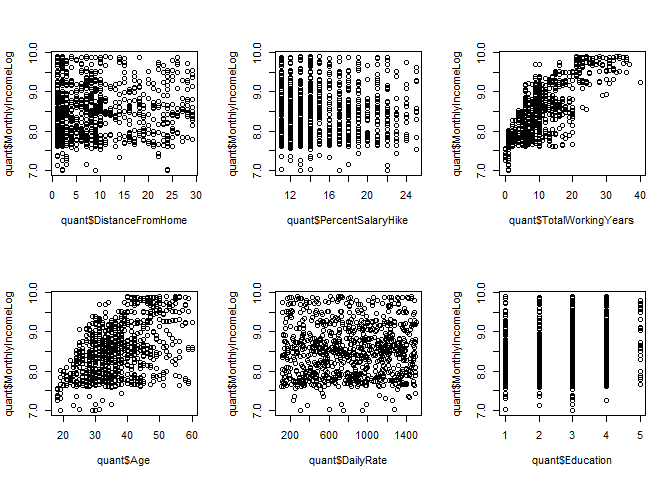 quant$MonthlyIncomeLog
7.0 8.0 9.0 10.0
0 5 10 15 20 25 30
quant$DistanceFromHome
quant$MonthlyIncomeLog
7.0 8.0 9.0 10.0
12 14 16 18 20 22 24
quant$PercentSalaryHike
quant$MonthlyIncomeLog
7.0 8.0 9.0 10.0
0 10 20 30 40
quant$TotalWorkingYears
quant$MonthlyIncomeLog
7.0 8.0 9.0 10.0
20 30 40 50 60
quant$Age
quant$MonthlyIncomeLog
7.0 8.0 9.0 10.0
200 600 1000 1400
quant$DailyRate
quant$MonthlyIncomeLog
7.0 8.0 9.0 10.0
1 2 3 4 5
quant$Education